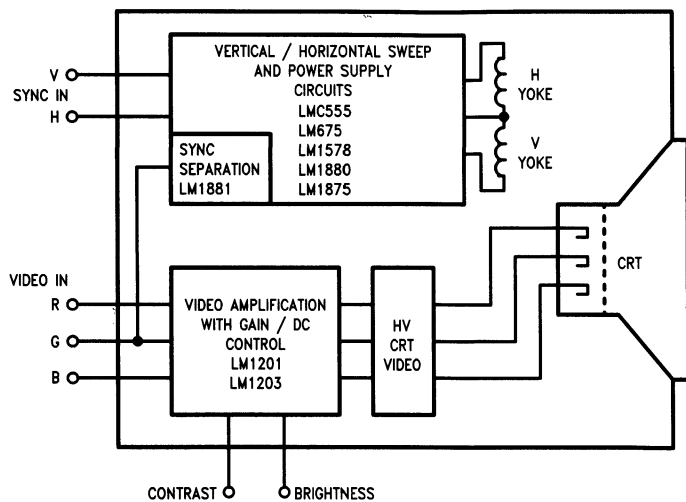 VERTICAL / HORIZONTAL SWEEP
AND POWER SUPPLY
CIRCUITS
LMC555
LM675
LM1578
LM1880
LM1875
SYNC
SEPARATION
LM1881
V
SYNC IN
H
H
YOKE
V
YOKE
CRT
VIDEO IN
R
G
B
VIDEO AMPLIFICATION
WITH GAIN / DC
CONTROL
LM1201
LM1203
HV
CRT
VIDEO
CONTRAST
BRIGHTNESS